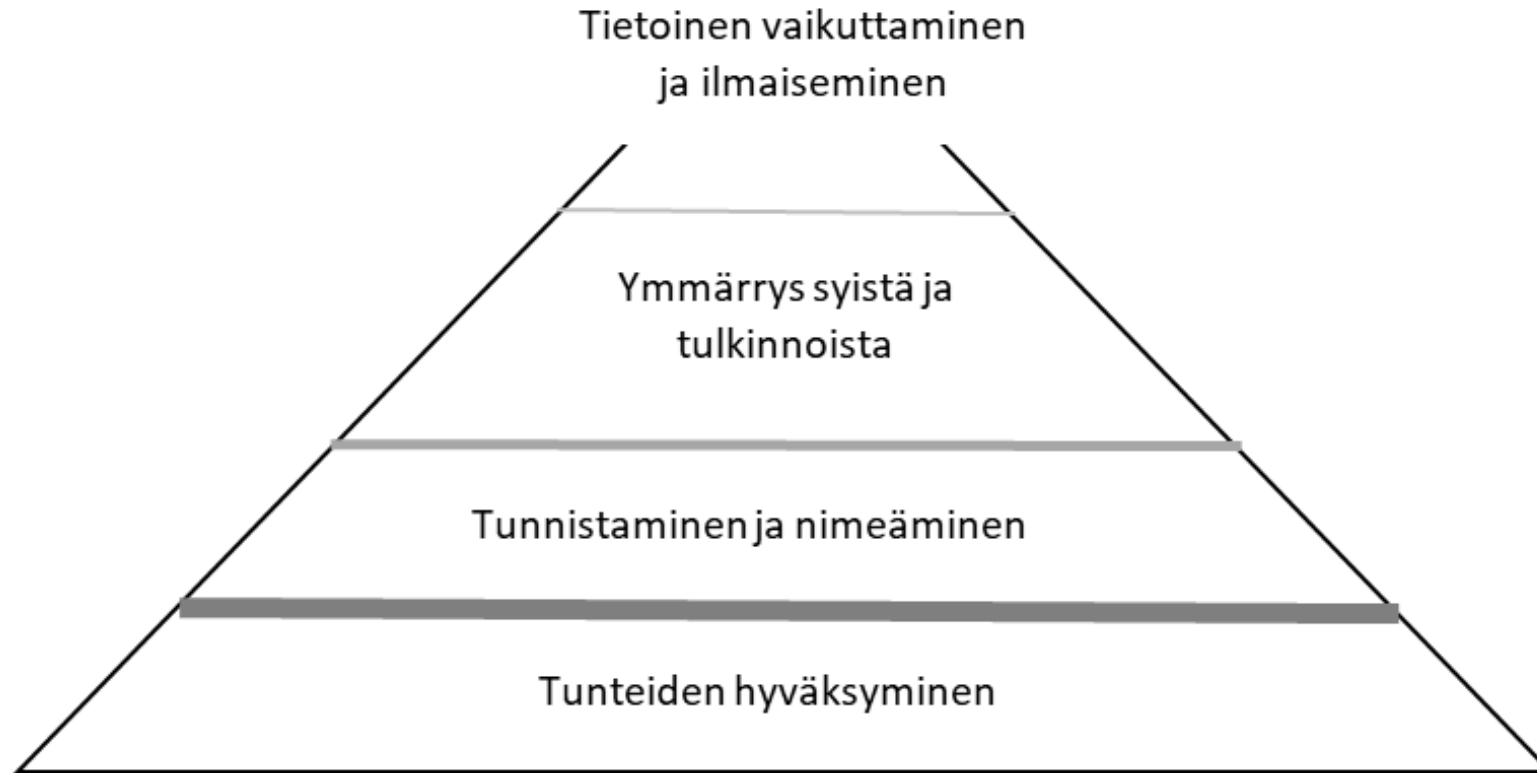 Tietoinen vaikuttaminen
ja ilmaiseminen
Ymmärrys syistä ja
tulkinnoista
Tunnistaminen ja nimeäminen
Tunteiden hyväksyminen